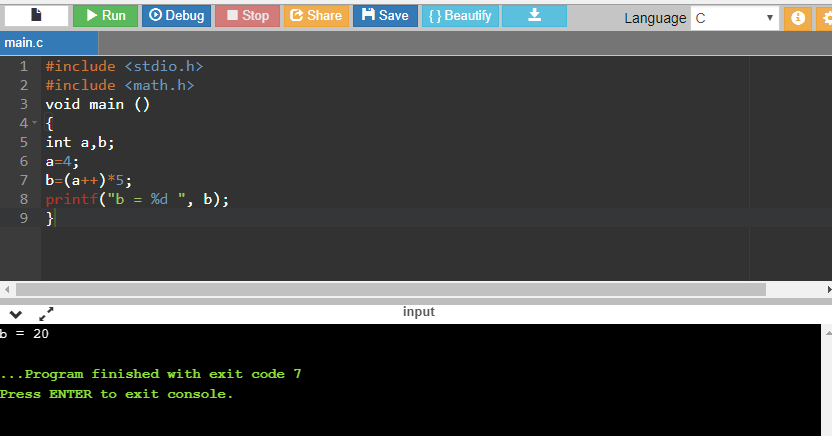 Run Debug Stop Share Save { } Beautify Language C
main.c
1 #include <stdio.h>
2 #include <math.h>
3 void main ()
4 {
5 int a,b;
6 a=4;
7 b=(a++)*5;
8 printf("b = %d ", b);
9 }
input
b = 20
...Program finished with exit code 7
Press ENTER to exit console.